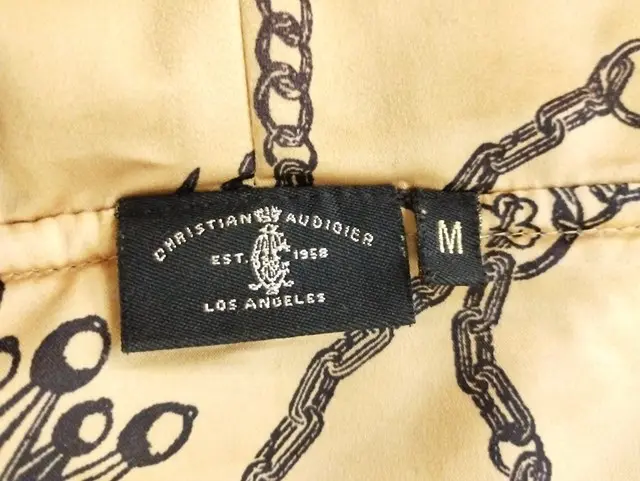 CHRISTIAN AUDIGIER
EST. 1958
LOS ANGELES
M